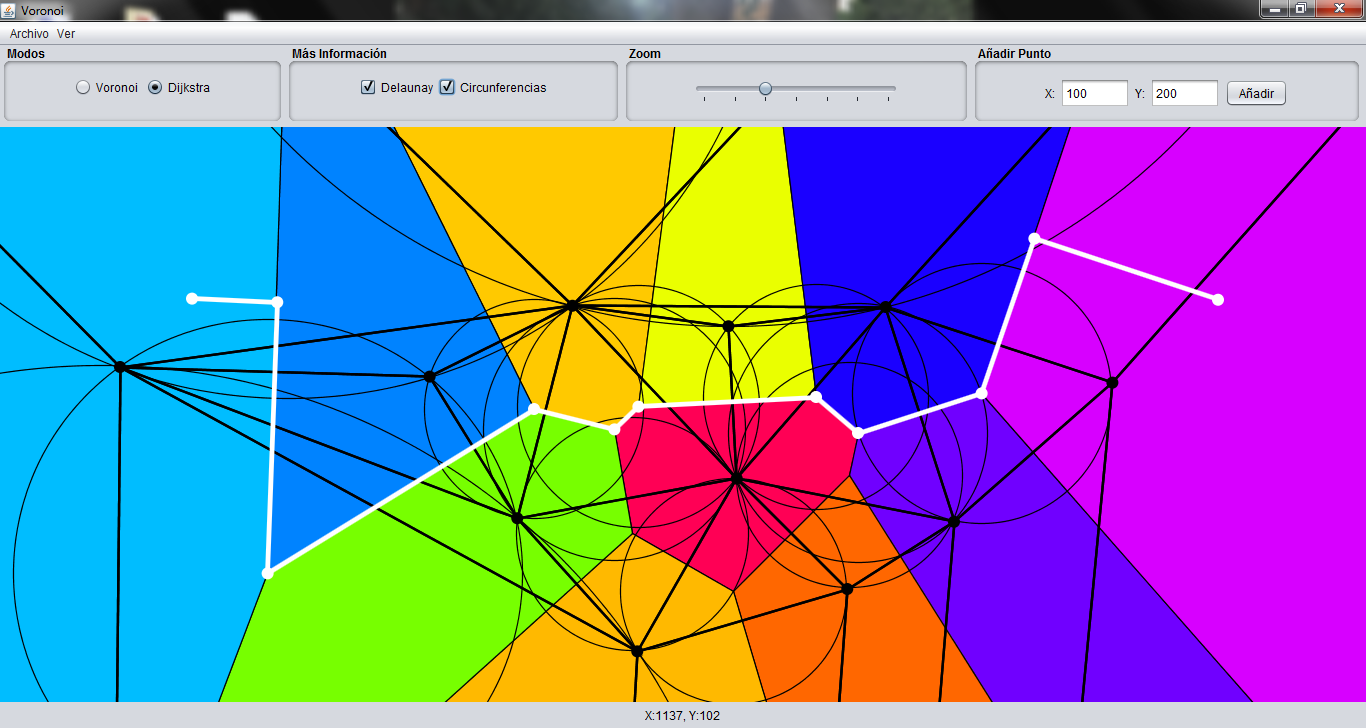 Voronoi
Archivo Ver
Modos
Voronoi Dijkstra
Más Información
Delaunay Circunferencias
Zoom
Añadir Punto
X: 100 Y: 200 Añadir
X:1137, Y:102